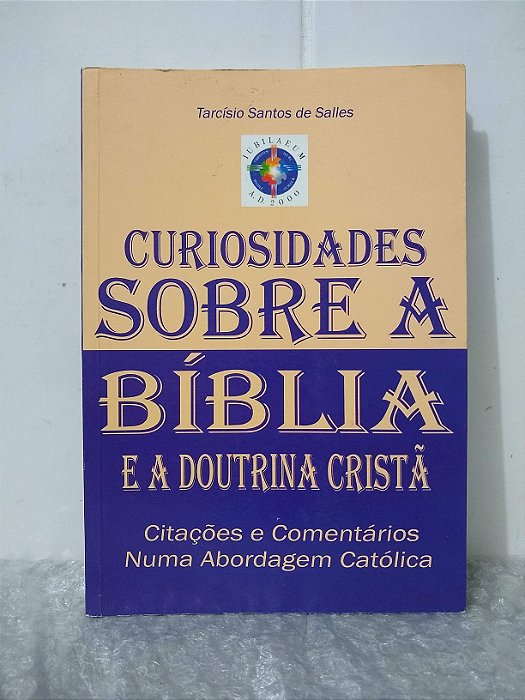 Tarcísio Santos de Salles
IUBILAEUM
A.D. 2000
CURIOSIDADES
SOBRE A
BÍBLIA
E A DOUTRINA CRISTÃ
Citações e Comentários
Numa Abordagem Católica